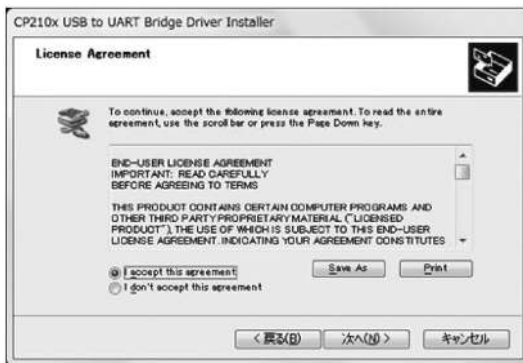 CP210x USB to UART Bridge Driver Installer
License Agreement
To continue, accept the following license agreement. To read the entire
agreement, use the scroll bar or press the Page Down key.
END-USER LICENSE AGREEMENT
IMPORTANT: READ CAREFULLY
BEFORE AGREEING TO TERMS
THIS PRODUCT CONTAINS CERTAIN COMPUTER PROGRAMS AND
OTHER THIRD PARTY PROPRIETARY MATERIAL ("LICENSED
PRODUCT"), THE USE OF WHICH IS SUBJECT TO THIS END-USER
LICENSE AGREEMENT. INDICATING YOUR AGREEMENT CONSTITUTES
I accept this agreement
Save As
Print
I don't accept this agreement
< 戻る(B)
次へ(N) >
キャンセル